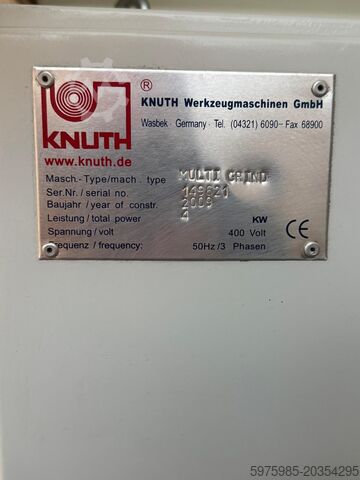 ®
KNUTH Werkzeugmaschinen GmbH
Wasbek · Germany · Tel. (04321) 6090 – Fax 68900
KNUTH
www.knuth.de
Masch.-Type/mach. type MULTI GRIND
Ser.Nr./ serial no. 149821
Baujahr / year of constr. 2009
Leistung / total power 4 KW
Spannung / volt 400 Volt
Frequenz / frequency: 50Hz /3 Phasen
CE
5975985-20354295